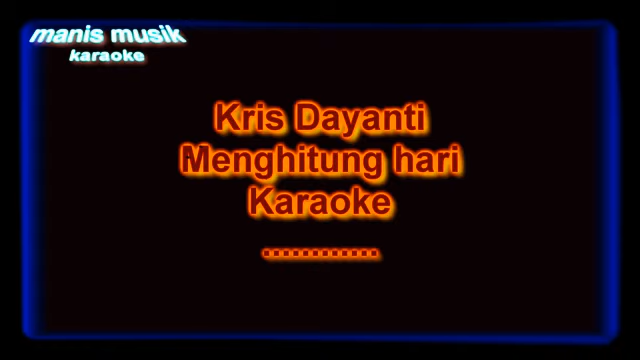 manis musik
karaoke
Kris Dayanti
Menghitung hari
Karaoke
............